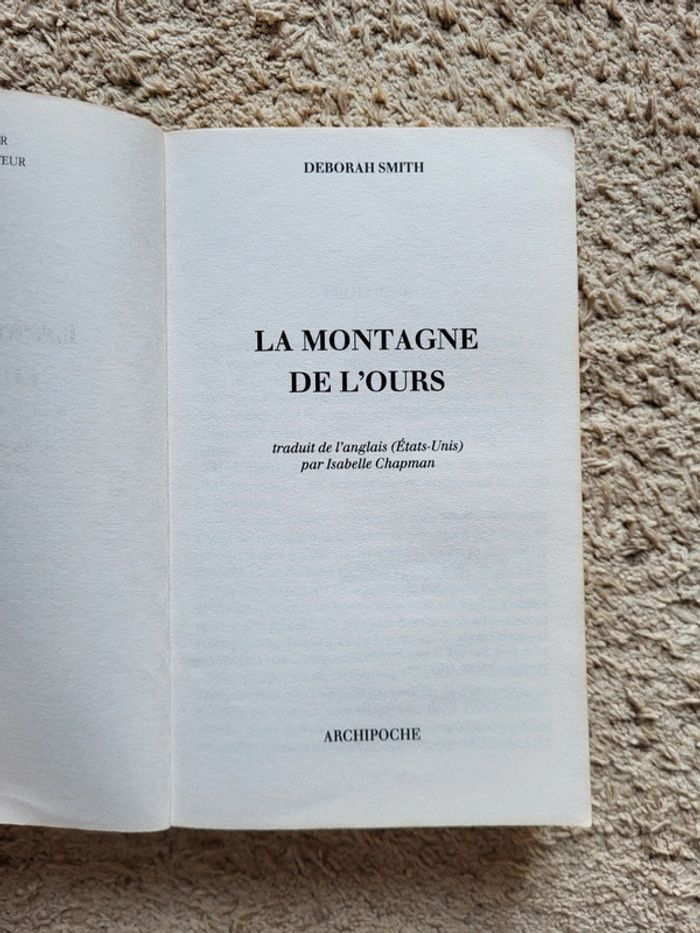 DEBORAH SMITH
LA MONTAGNE
DE L'OURS
traduit de l'anglais (États-Unis)
par Isabelle Chapman
ARCHIPOCHE